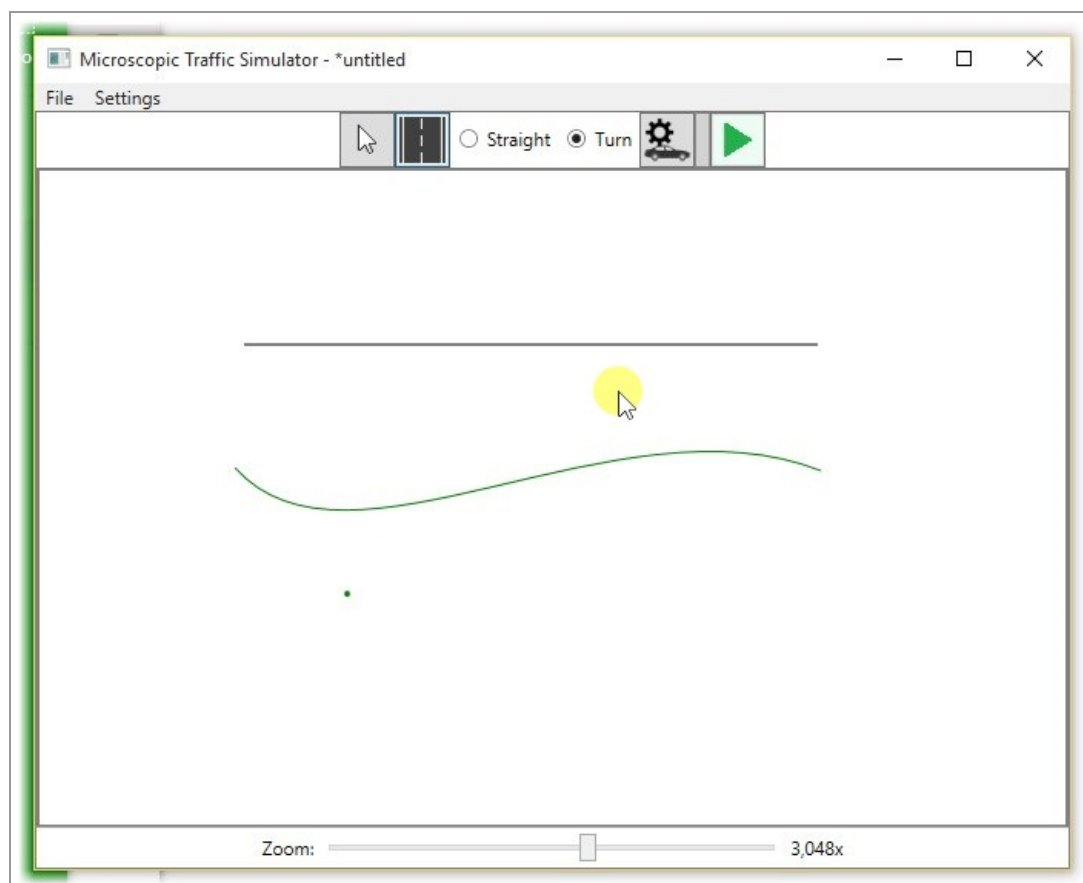 Microscopic Traffic Simulator - *untitled
File Settings
Straight Turn
Zoom: 3,048x